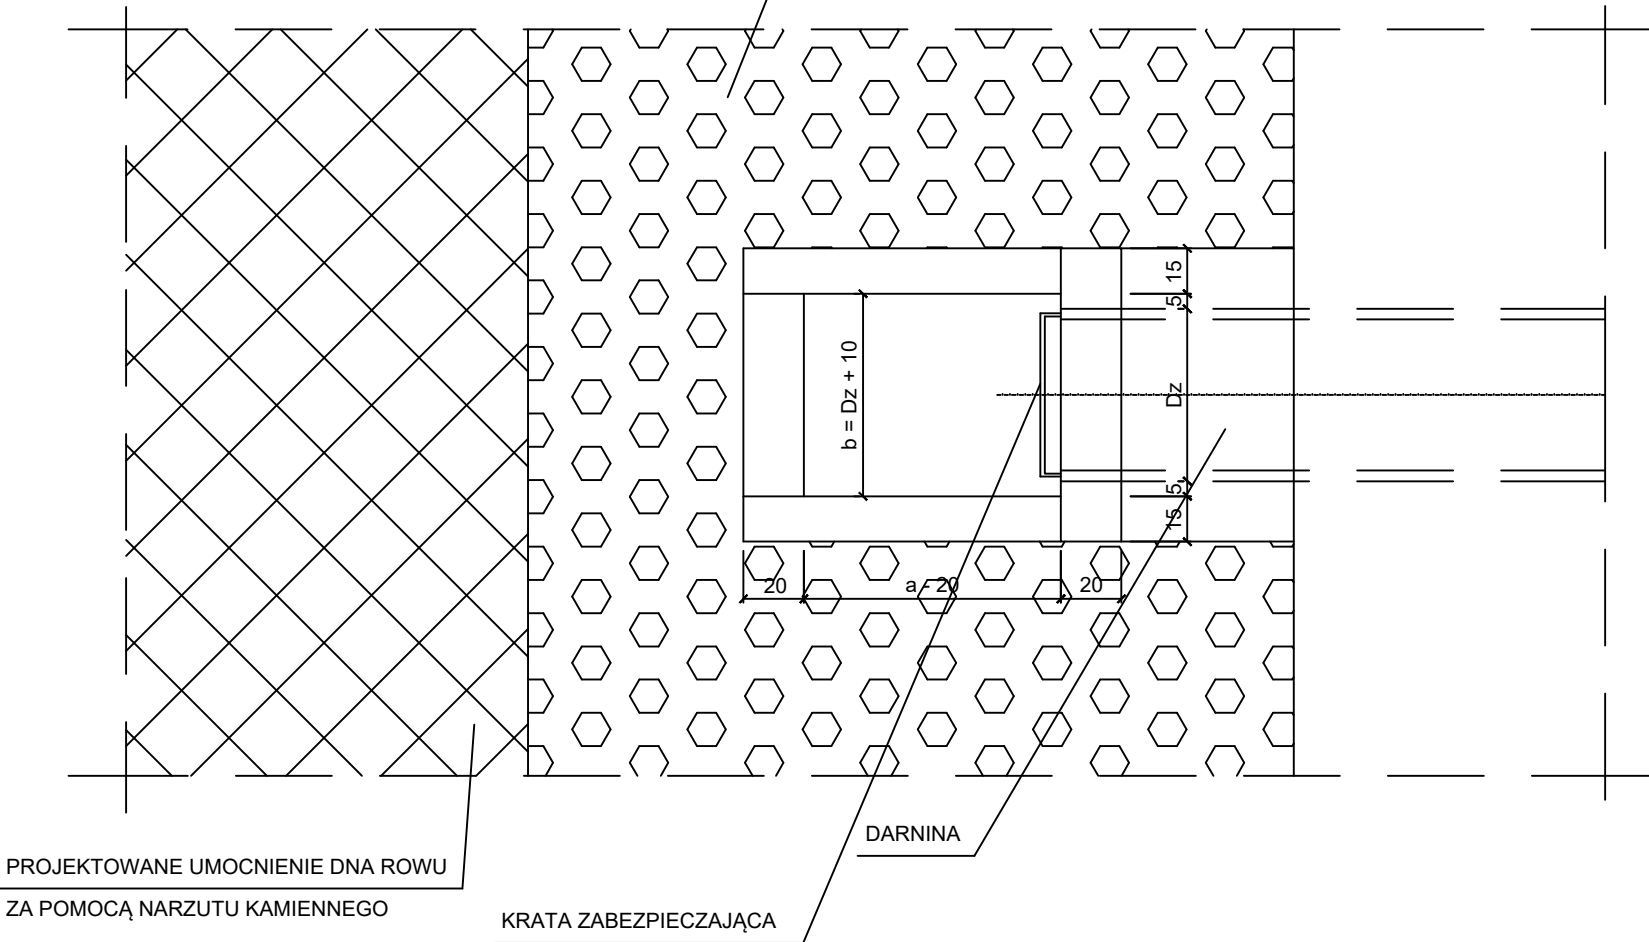 15
5
b = Dz + 10
Dz
5
15
20
a - 20
20
DARNINA
PROJEKTOWANE UMOCNIENIE DNA ROWU
ZA POMOCĄ NARZUTU KAMIENNEGO
KRATA ZABEZPIECZAJĄCA